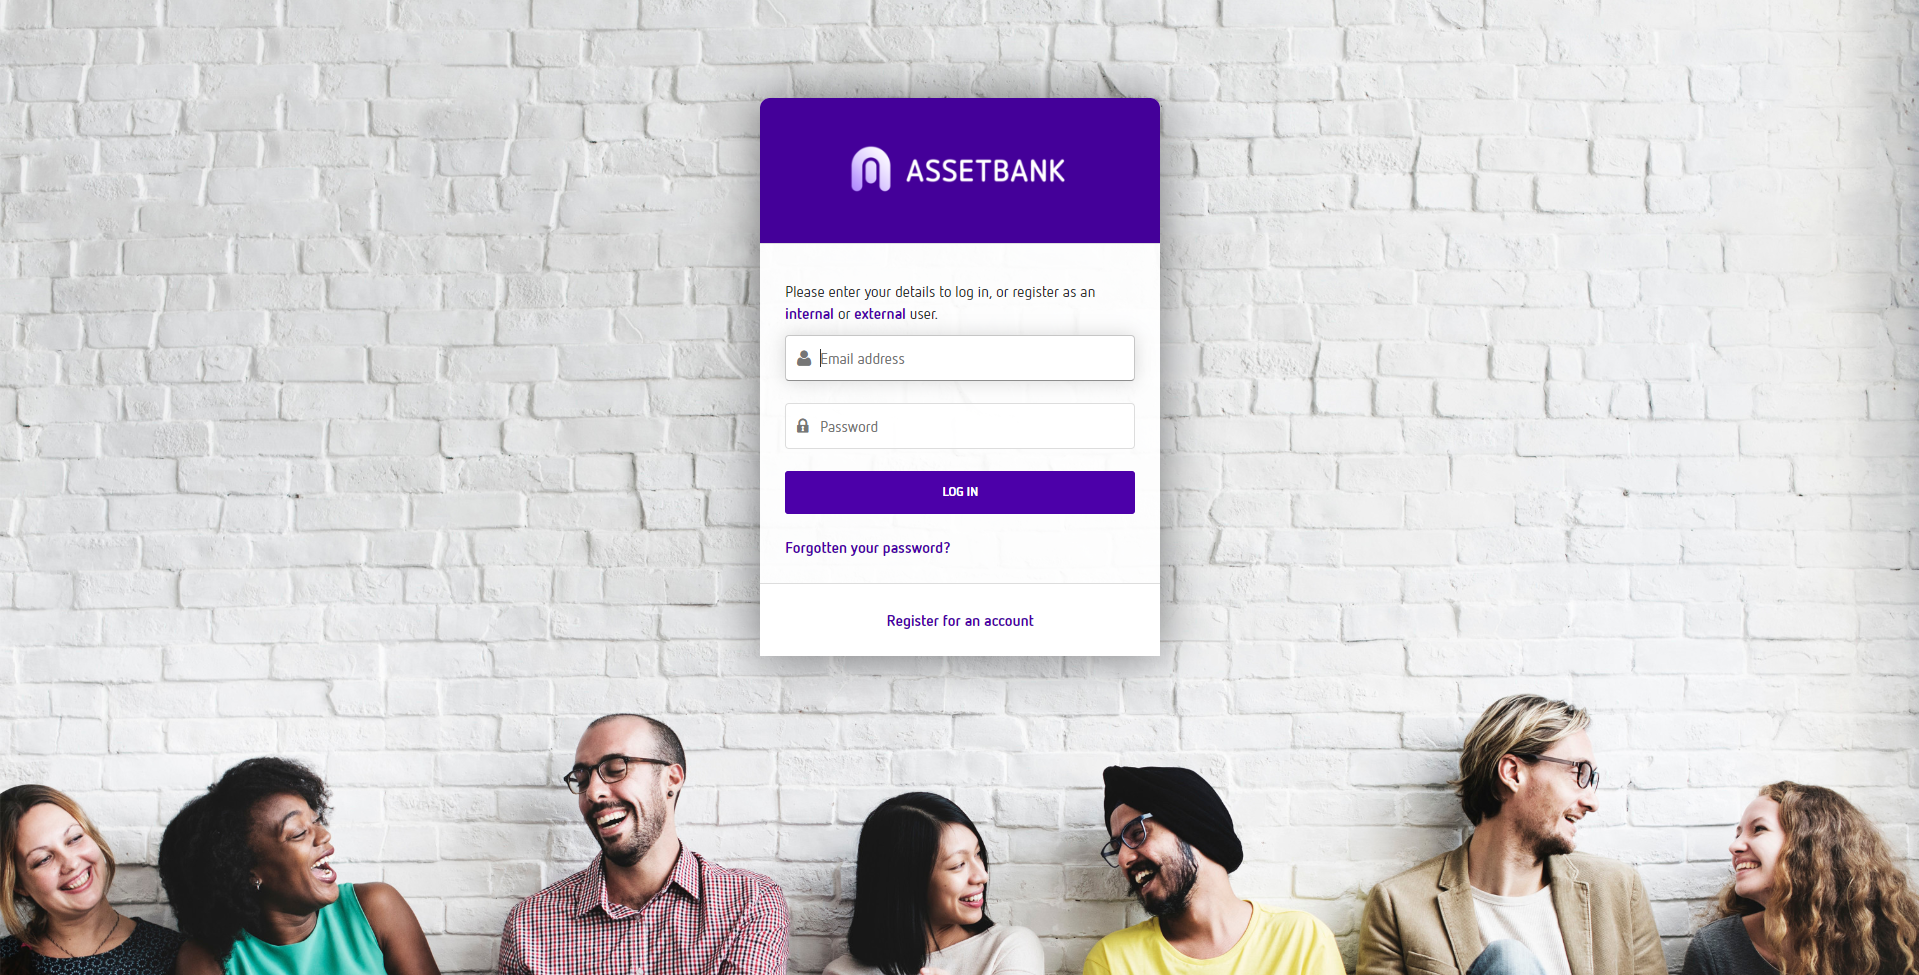 ASSETBANK
Please enter your details to log in, or register as an
internal or external user.
Email address
Password
LOG IN
Forgotten your password?
Register for an account